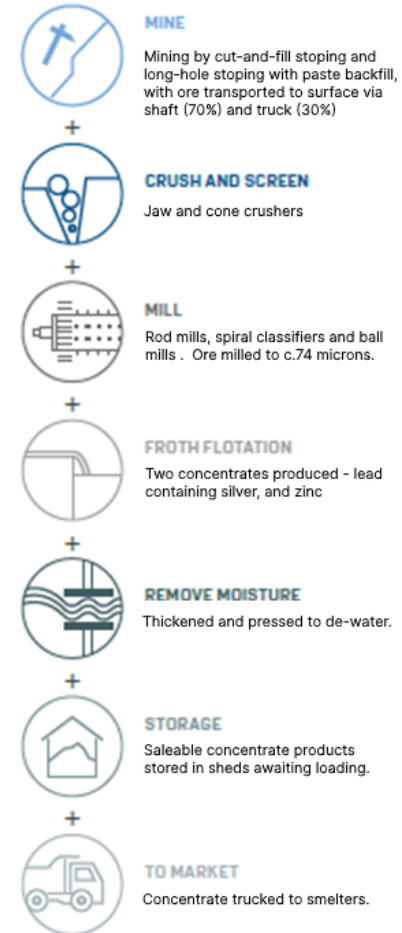 MINE
Mining by cut-and-fill stoping and
long-hole stoping with paste backfill,
with ore transported to surface via
shaft (70%) and truck (30%)
+
CRUSH AND SCREEN
Jaw and cone crushers
+
MILL
Rod mills, spiral classifiers and ball
mills . Ore milled to c.74 microns.
+
FROTH FLOTATION
Two concentrates produced - lead
containing silver, and zinc
+
REMOVE MOISTURE
Thickened and pressed to de-water.
+
STORAGE
Saleable concentrate products
stored in sheds awaiting loading.
+
TO MARKET
Concentrate trucked to smelters.